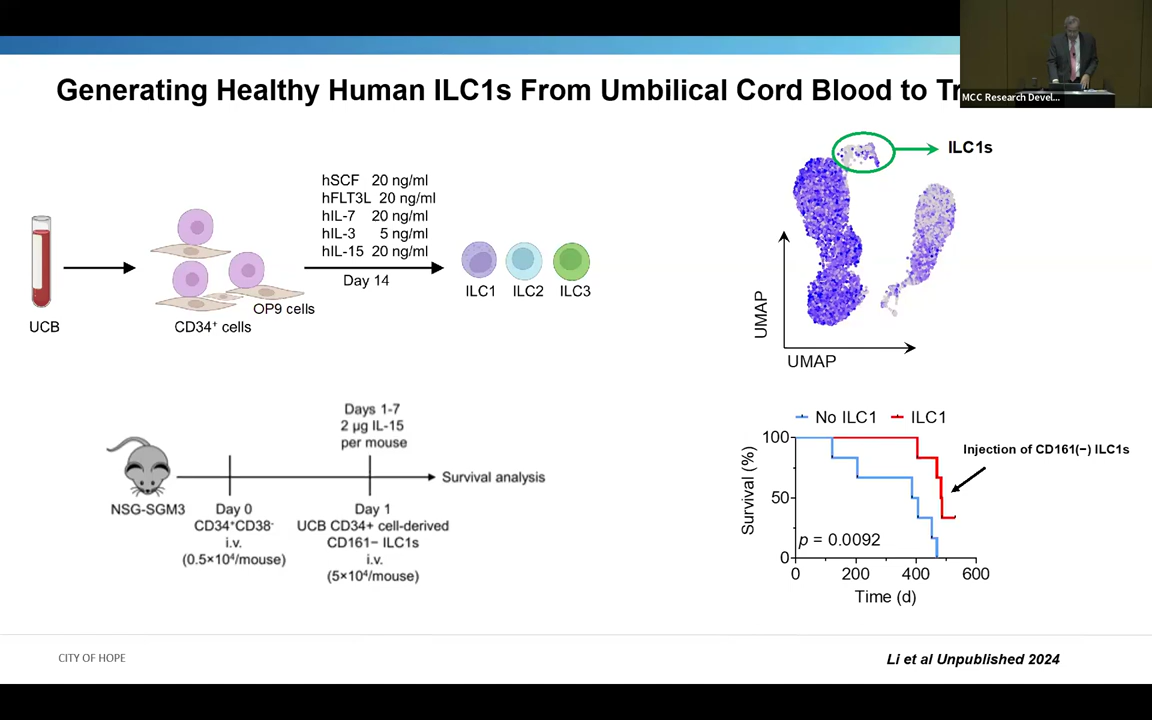 Generating Healthy Human ILC1s From Umbilical Cord Blood to
MCC Research Devel...
hSCF 20 ng/ml
hFLT3L 20 ng/ml
hIL-7 20 ng/ml
hIL-3 5 ng/ml
hIL-15 20 ng/ml
Day 14
UCB
CD34⁺ cells
OP9 cells
ILC1 ILC2 ILC3
ILC1s
UMAP
UMAP
Days 1-7
2 µg IL-15
per mouse
Survival analysis
NSG-SGM3
Day 0
CD34⁺CD38⁻
i.v.
(0.5×10⁴/mouse)
Day 1
UCB CD34+ cell-derived
CD161− ILC1s
i.v.
(5×10⁴/mouse)
No ILC1 ILC1
Injection of CD161(−) ILC1s
Survival (%)
100
50
0
p = 0.0092
0 200 400 600
Time (d)
CITY OF HOPE
Li et al Unpublished 2024